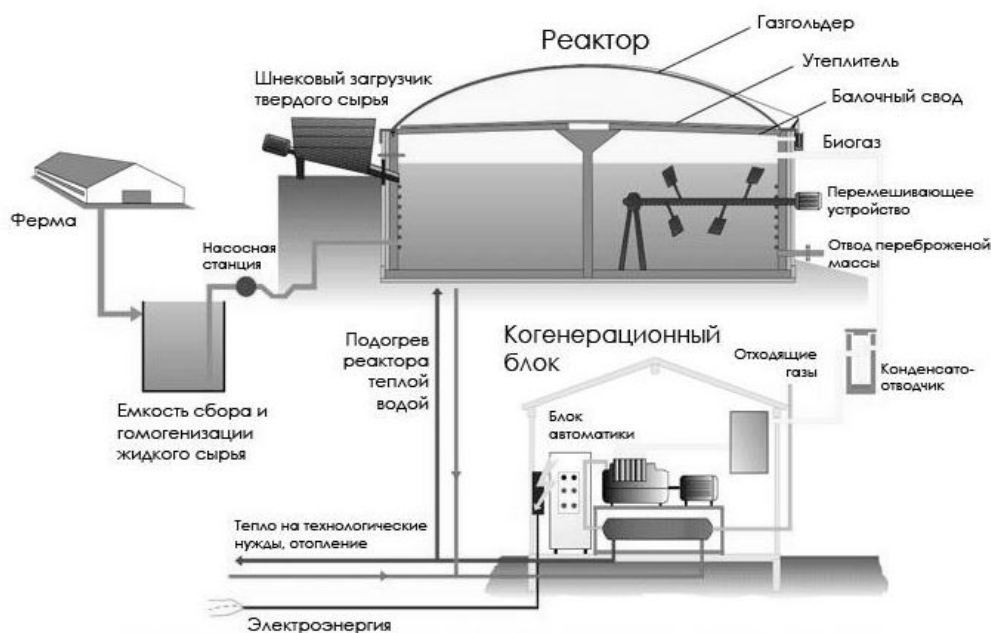 Реактор
Газгольдер
Утеплитель
Балочный свод
Шнековый загрузчик
твердого сырья
Биогаз
Ферма
Перемешивающее
устройство
Насосная
станция
Отвод переброженой
массы
Подогрев
реактора
теплой
водой
Когенерационный
блок
Отходящие
газы
Конденсато-
отводчик
Емкость сбора и
гомогенизации
жидкого сырья
Блок
автоматики
Тепло на технологические
нужды, отопление
Электроэнергия